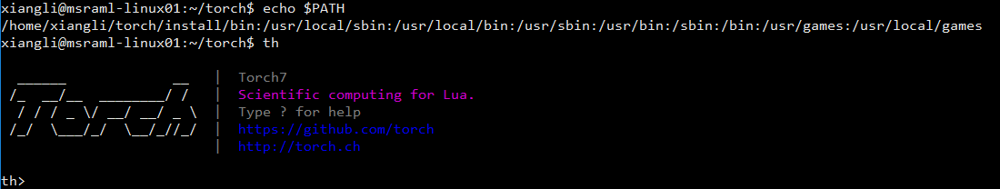 xiangli@msraml-linux01:~/torch$ echo $PATH
/home/xiangli/torch/install/bin:/usr/local/sbin:/usr/local/bin:/usr/sbin:/usr/bin:/sbin:/bin:/usr/games:/usr/local/games
xiangli@msraml-linux01:~/torch$ th
  ______             __   |  Torch7
 /_  __/__  ________/ /   |  Scientific computing for Lua.
  / / / _ \/ __/ __/ _ \  |  Type ? for help
 /_/  \___/_/  \__/_//_/  |  https://github.com/torch
                          |  http://torch.ch
th>